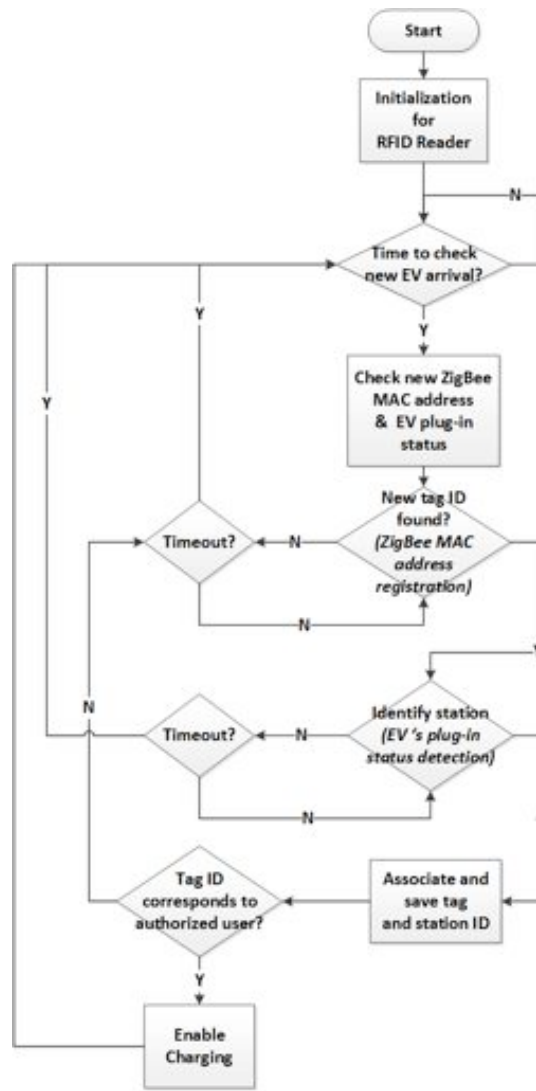 Start
Initialization
for
RFID Reader
N
Time to check
new EV arrival?
Y
Y
Y
Check new ZigBee
MAC address
& EV plug-in
status
New tag ID
found?
(ZigBee MAC
address
registration)
Timeout?
N
N
N
Identify station
(EV 's plug-in
status detection)
Timeout?
N
N
Tag ID
corresponds to
authorized user?
Associate and
save tag
and station ID
Y
Enable
Charging